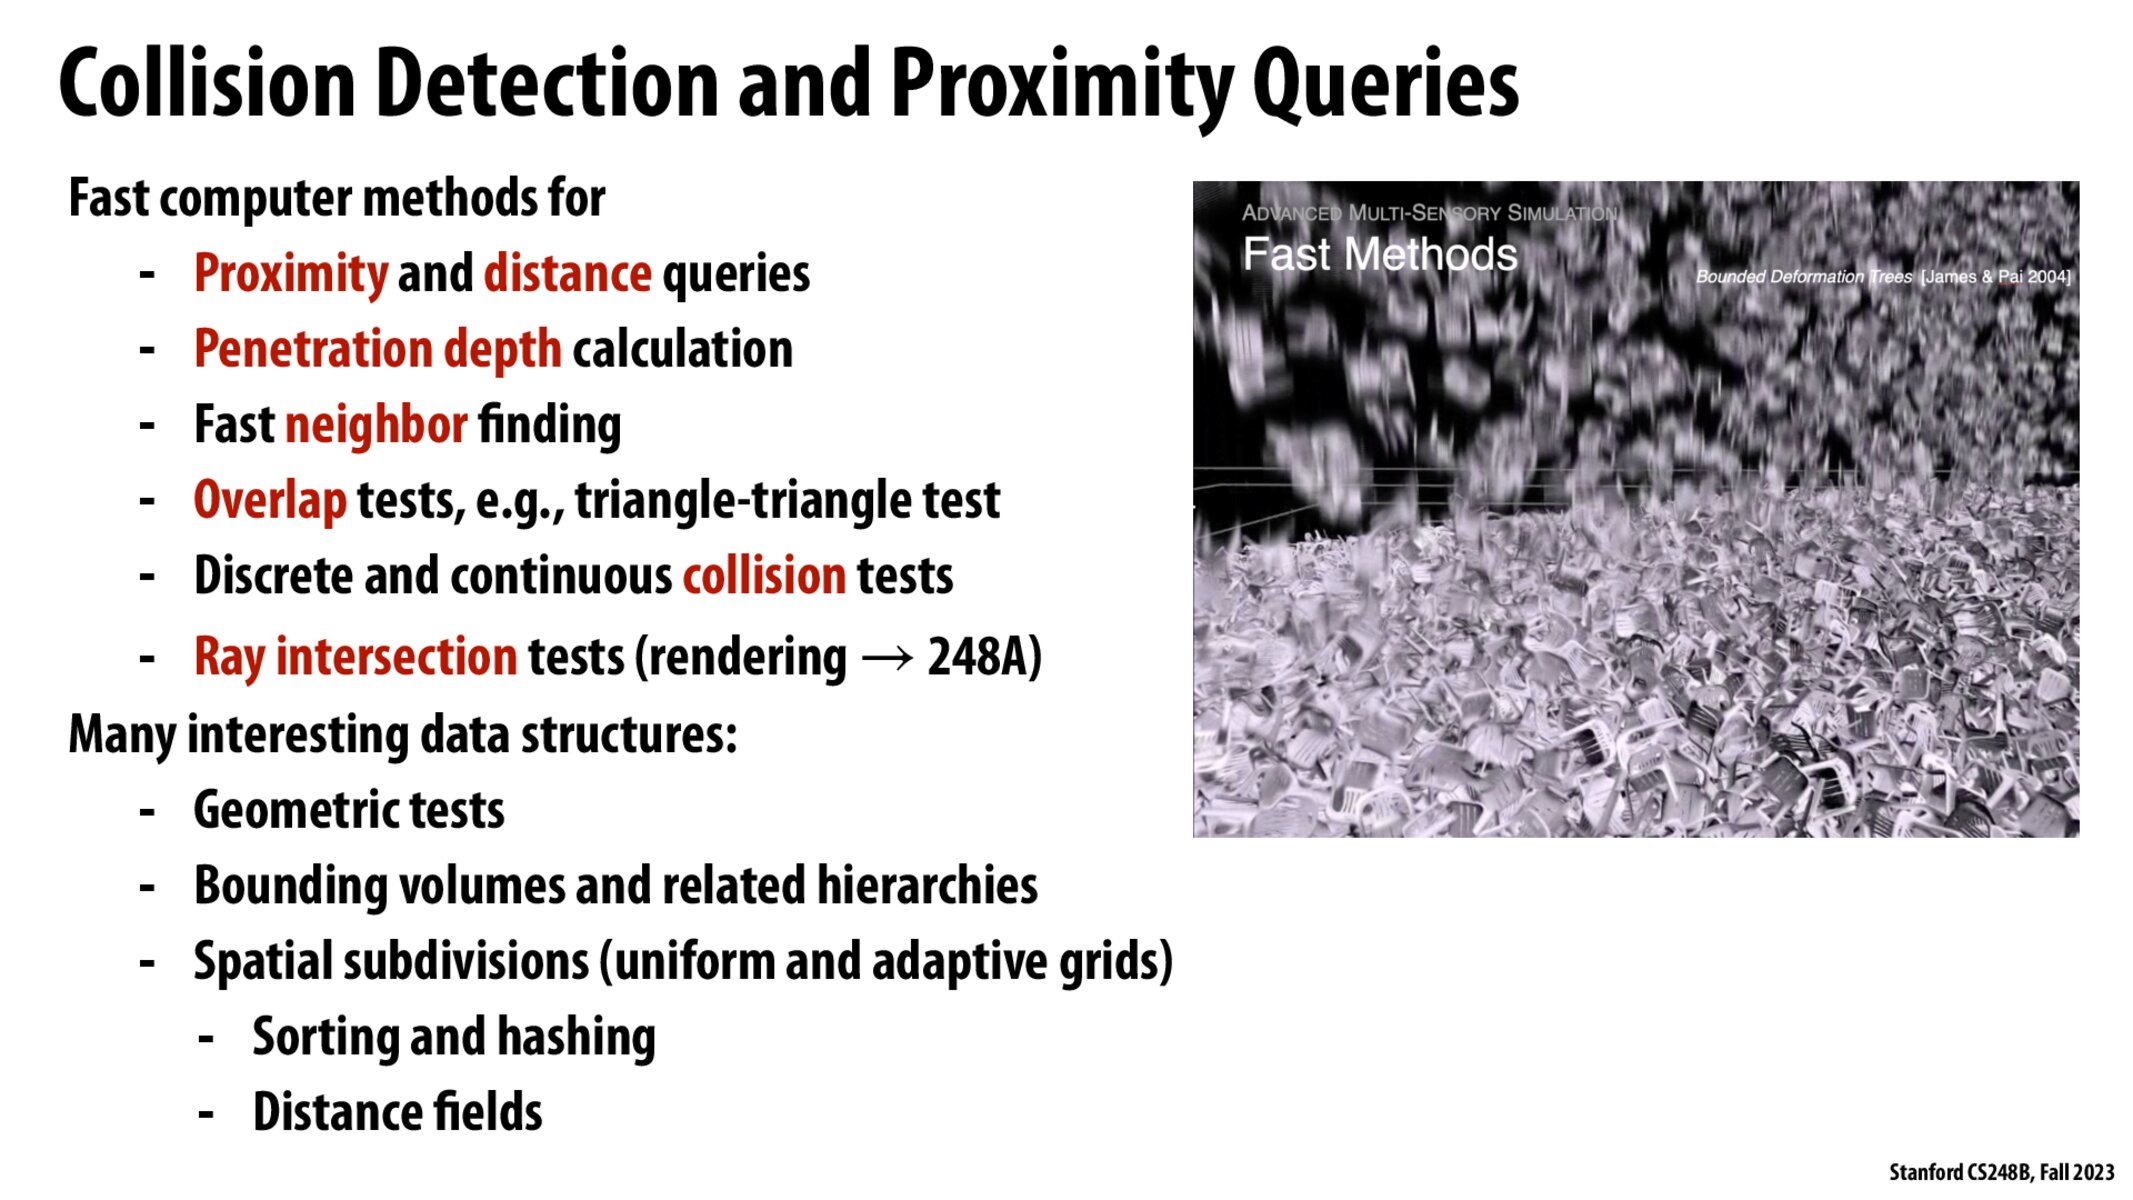 Collision Detection and Proximity Queries
Fast computer methods for
- Proximity and distance queries
- Penetration depth calculation
- Fast neighbor finding
- Overlap tests, e.g., triangle-triangle test
- Discrete and continuous collision tests
- Ray intersection tests (rendering → 248A)
Many interesting data structures:
- Geometric tests
- Bounding volumes and related hierarchies
- Spatial subdivisions (uniform and adaptive grids)
- Sorting and hashing
- Distance fields
ADVANCED MULTI-SENSORY SIMULATION
Fast Methods
Bounded Deformation Trees [James & Pai 2004]
Stanford CS248B, Fall 2023